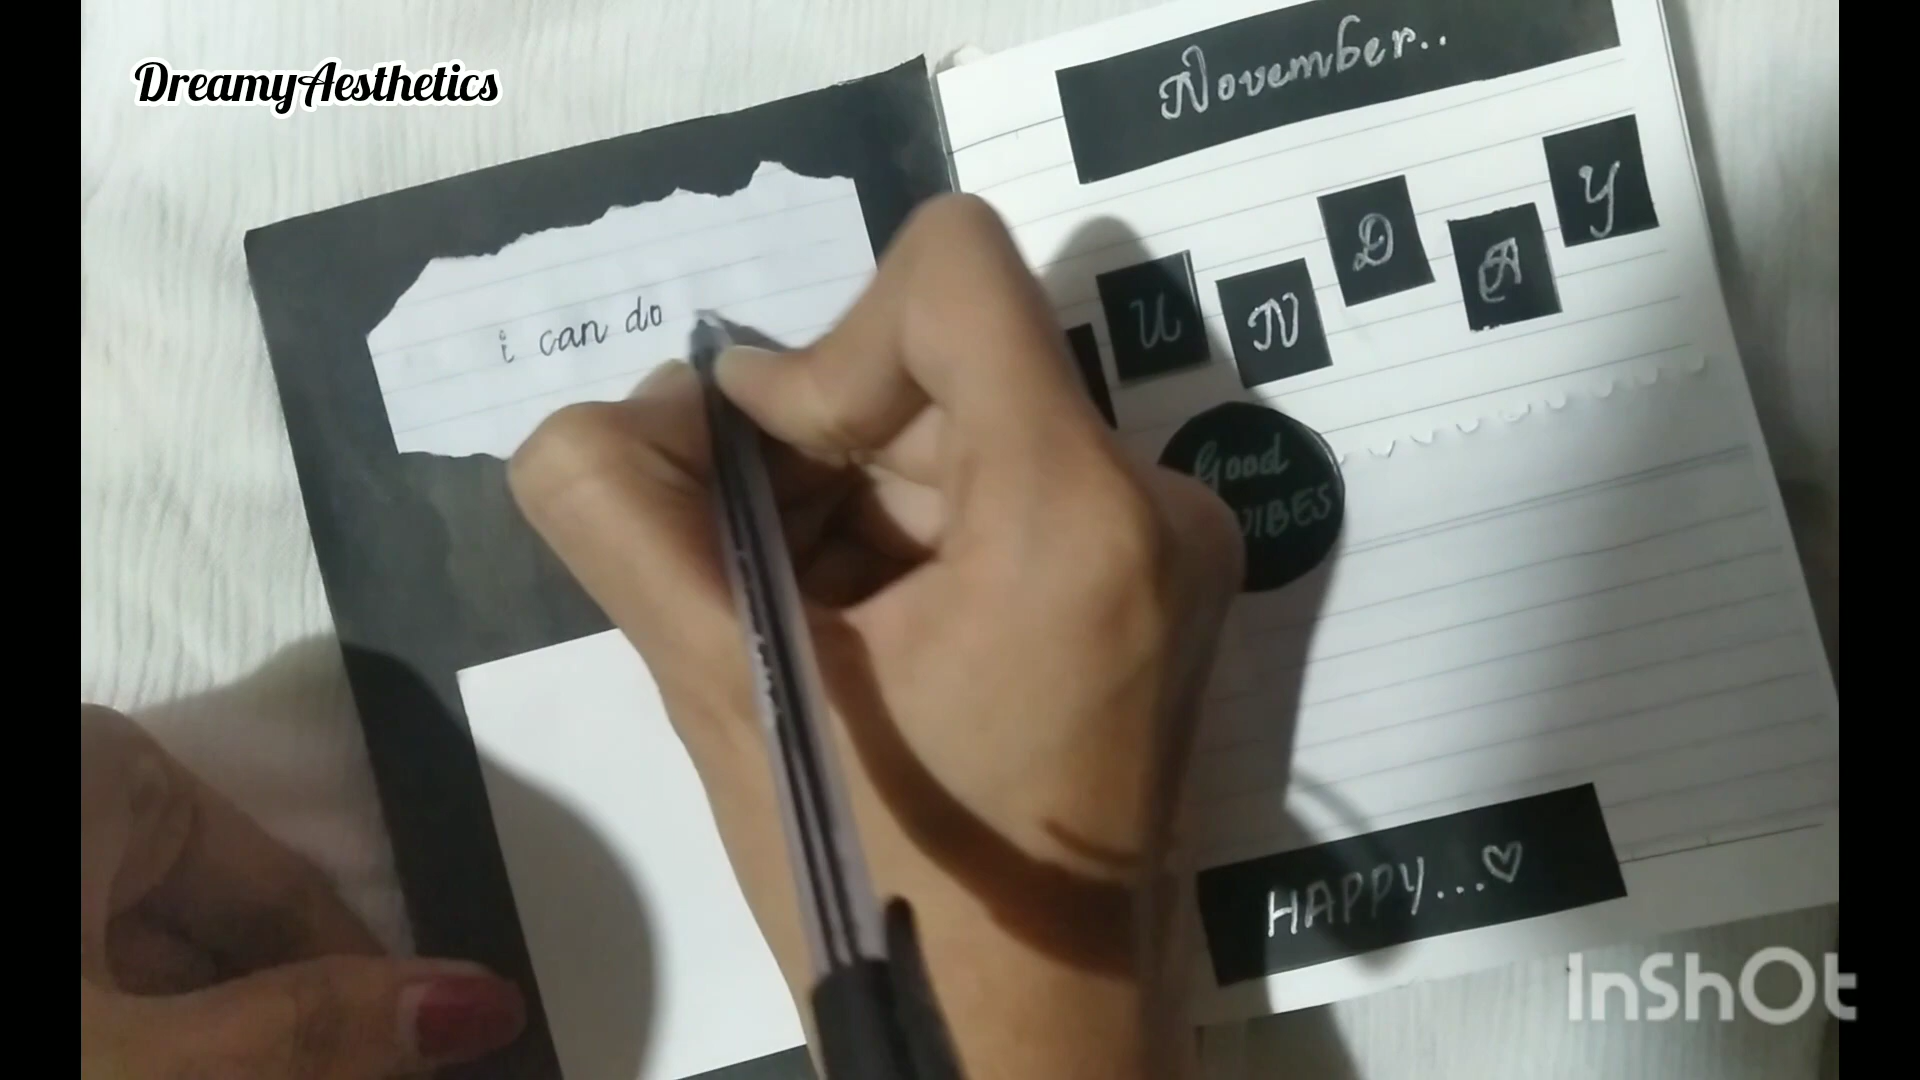 DreamyAesthetics
i can do
November..
U N D A Y
Good
VIBES
HAPPY...♡
InShOt